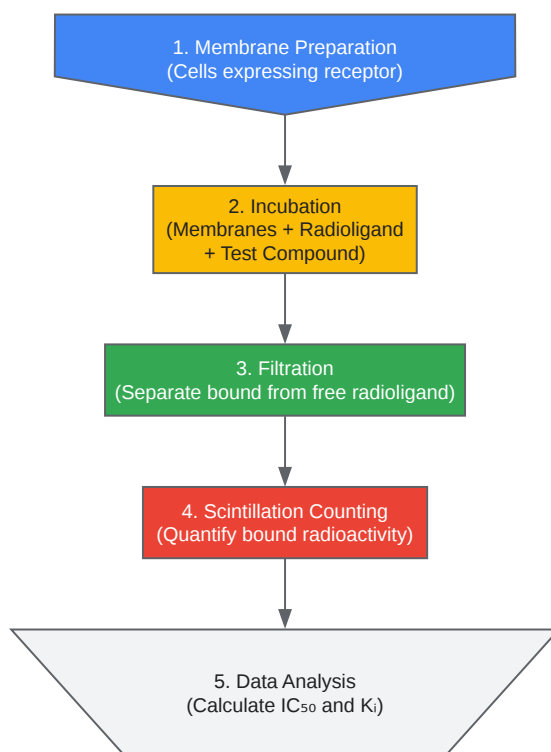 1. Membrane Preparation
(Cells expressing receptor)
2. Incubation
(Membranes + Radioligand
+ Test Compound)
3. Filtration
(Separate bound from free radioligand)
4. Scintillation Counting
(Quantify bound radioactivity)
5. Data Analysis
(Calculate IC₅₀ and Kᵢ)